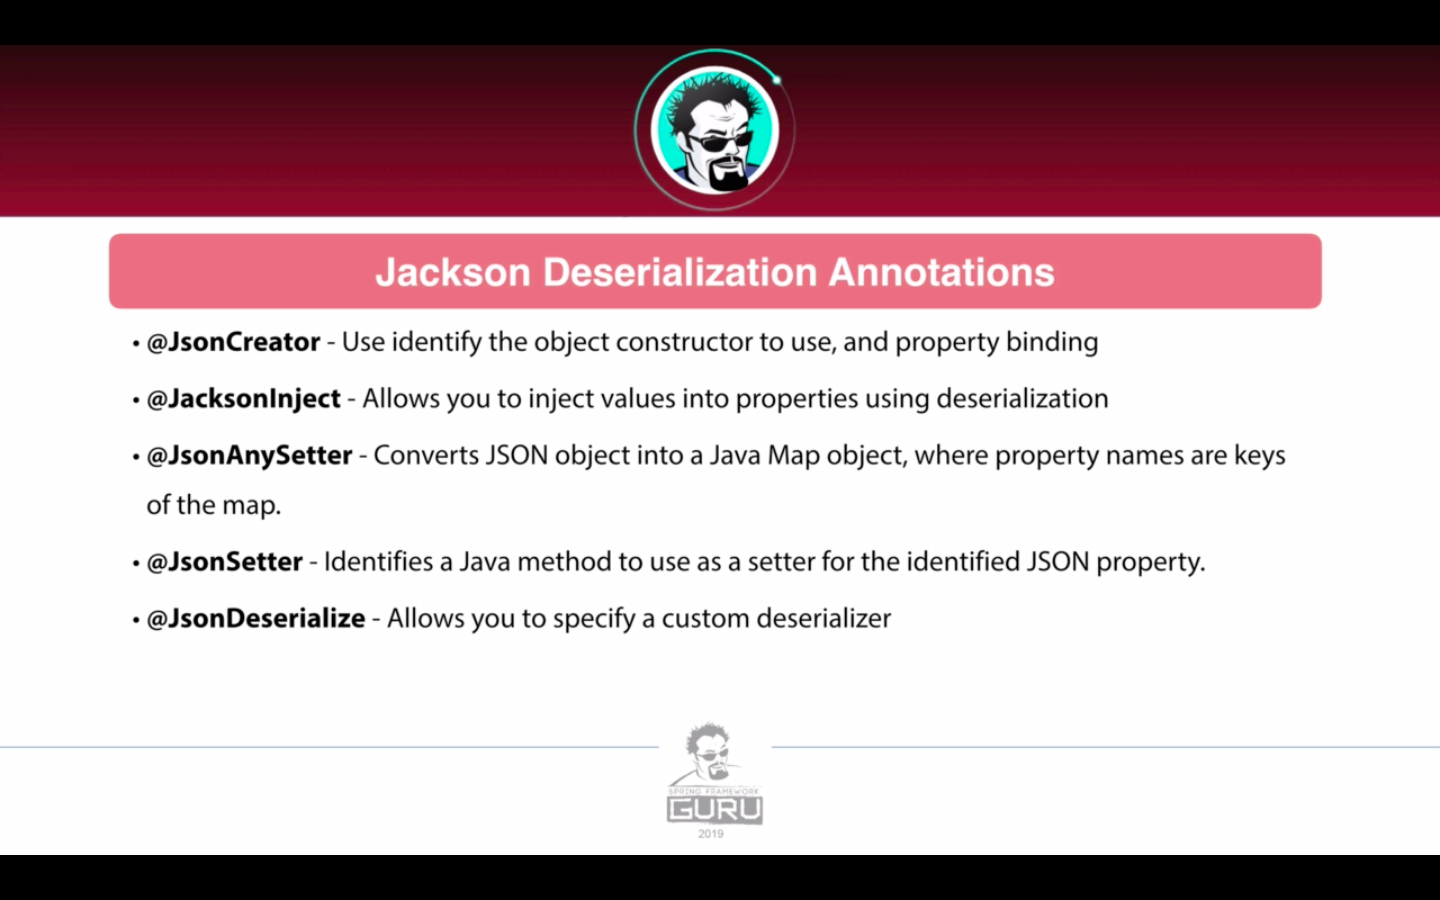 Jackson Deserialization Annotations
• @JsonCreator - Use identify the object constructor to use, and property binding
• @JacksonInject - Allows you to inject values into properties using deserialization
• @JsonAnySetter - Converts JSON object into a Java Map object, where property names are keys
of the map.
• @JsonSetter - Identifies a Java method to use as a setter for the identified JSON property.
• @JsonDeserialize - Allows you to specify a custom deserializer
SPRING FRAMEWORK
GURU
2019